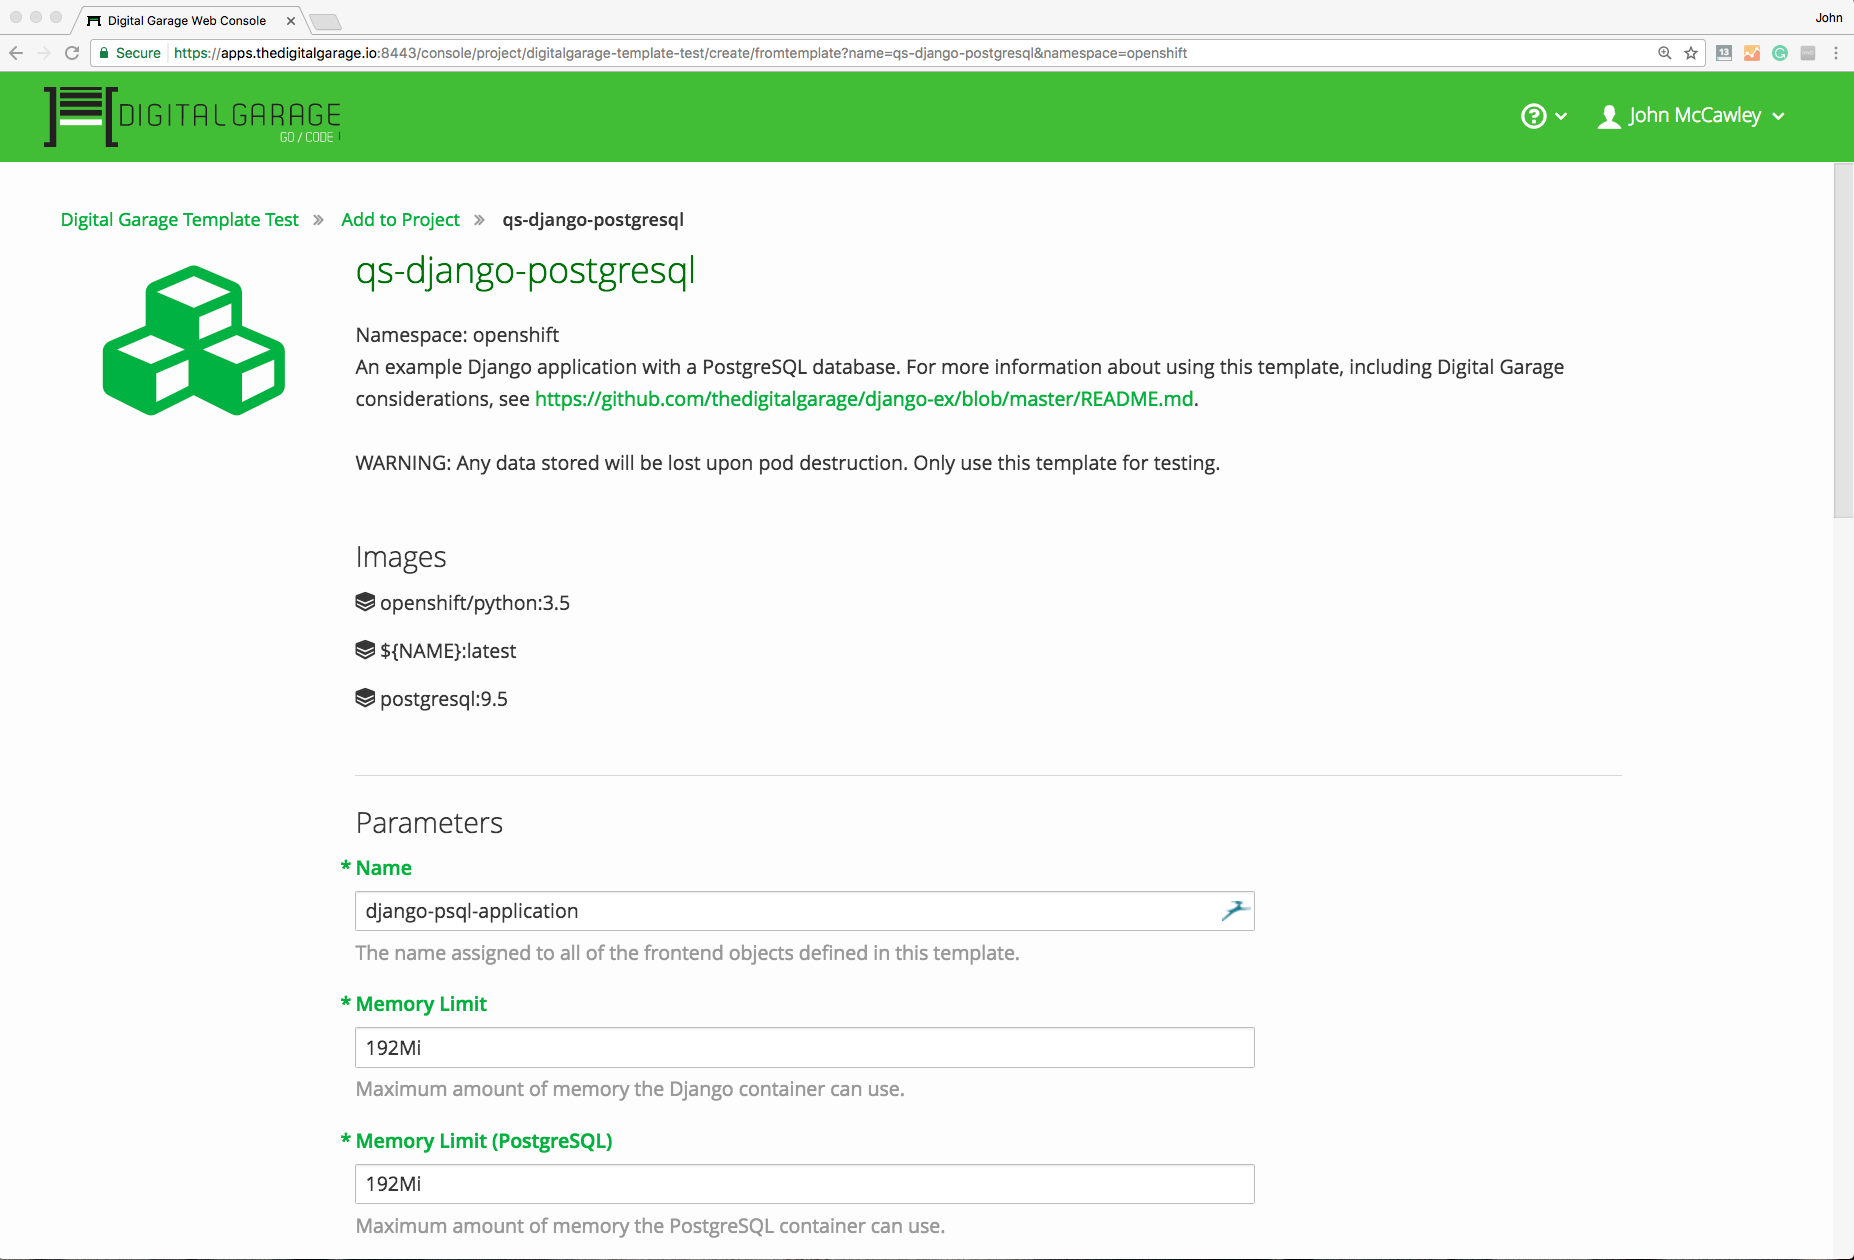 Digital Garage Web Console
John
Secure https://apps.thedigitalgarage.io:8443/console/project/digitalgarage-template-test/create/fromtemplate?name=qs-django-postgresql&namespace=openshift
13
DIGITALGARAGE
GO / CODE !
John McCawley
Digital Garage Template Test » Add to Project » qs-django-postgresql
qs-django-postgresql
Namespace: openshift
An example Django application with a PostgreSQL database. For more information about using this template, including Digital Garage
considerations, see https://github.com/thedigitalgarage/django-ex/blob/master/README.md.
WARNING: Any data stored will be lost upon pod destruction. Only use this template for testing.
Images
openshift/python:3.5
${NAME}:latest
postgresql:9.5
Parameters
* Name
django-psql-application
The name assigned to all of the frontend objects defined in this template.
* Memory Limit
192Mi
Maximum amount of memory the Django container can use.
* Memory Limit (PostgreSQL)
192Mi
Maximum amount of memory the PostgreSQL container can use.